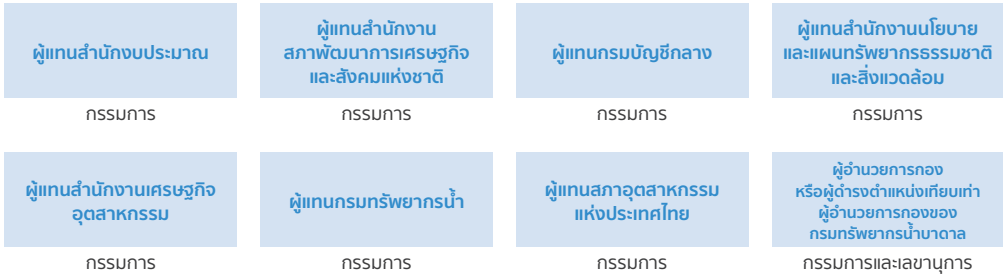 ผู้แทนสำนักงบประมาณ
กรรมการ
ผู้แทนสำนักงาน
สภาพัฒนาการเศรษฐกิจ
และสังคมแห่งชาติ
กรรมการ
ผู้แทนกรมบัญชีกลาง
กรรมการ
ผู้แทนสำนักงานนโยบาย
และแผนทรัพยากรธรรมชาติ
และสิ่งแวดล้อม
กรรมการ
ผู้แทนสำนักงานเศรษฐกิจ
อุตสาหกรรม
กรรมการ
ผู้แทนกรมทรัพยากรน้ำ
กรรมการ
ผู้แทนสภาอุตสาหกรรม
แห่งประเทศไทย
กรรมการ
ผู้อำนวยการกอง
หรือผู้ดำรงตำแหน่งเทียบเท่า
ผู้อำนวยการกองของ
กรมทรัพยากรน้ำบาดาล
กรรมการและเลขานุการ